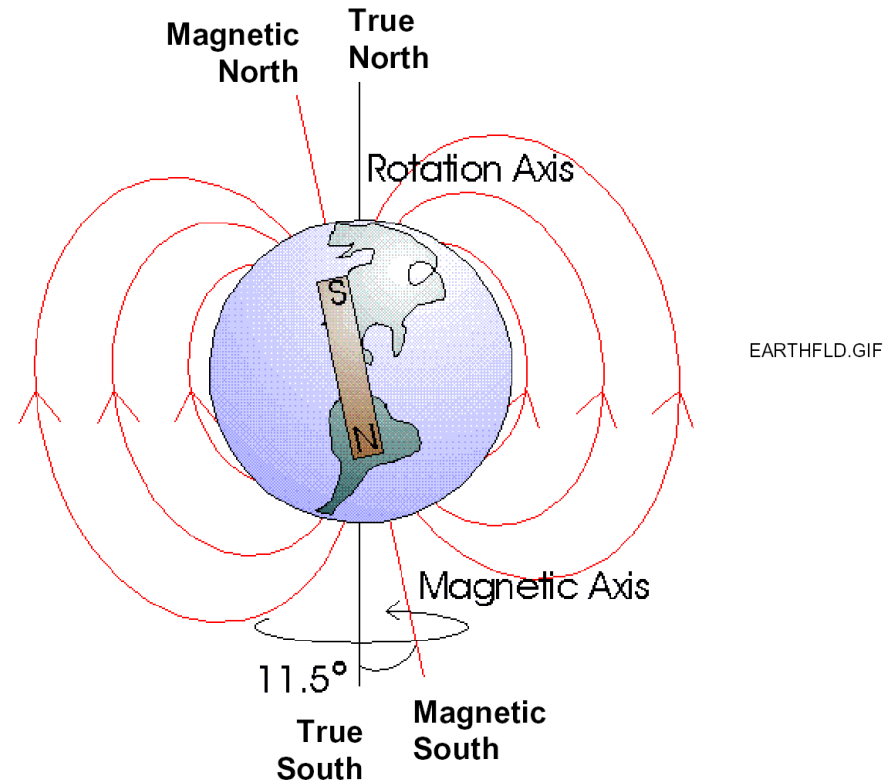 Magnetic
North
True
North
Rotation Axis
S
EARTHFLD.GIF
N
Magnetic Axis
11.5°
True
South
Magnetic
South